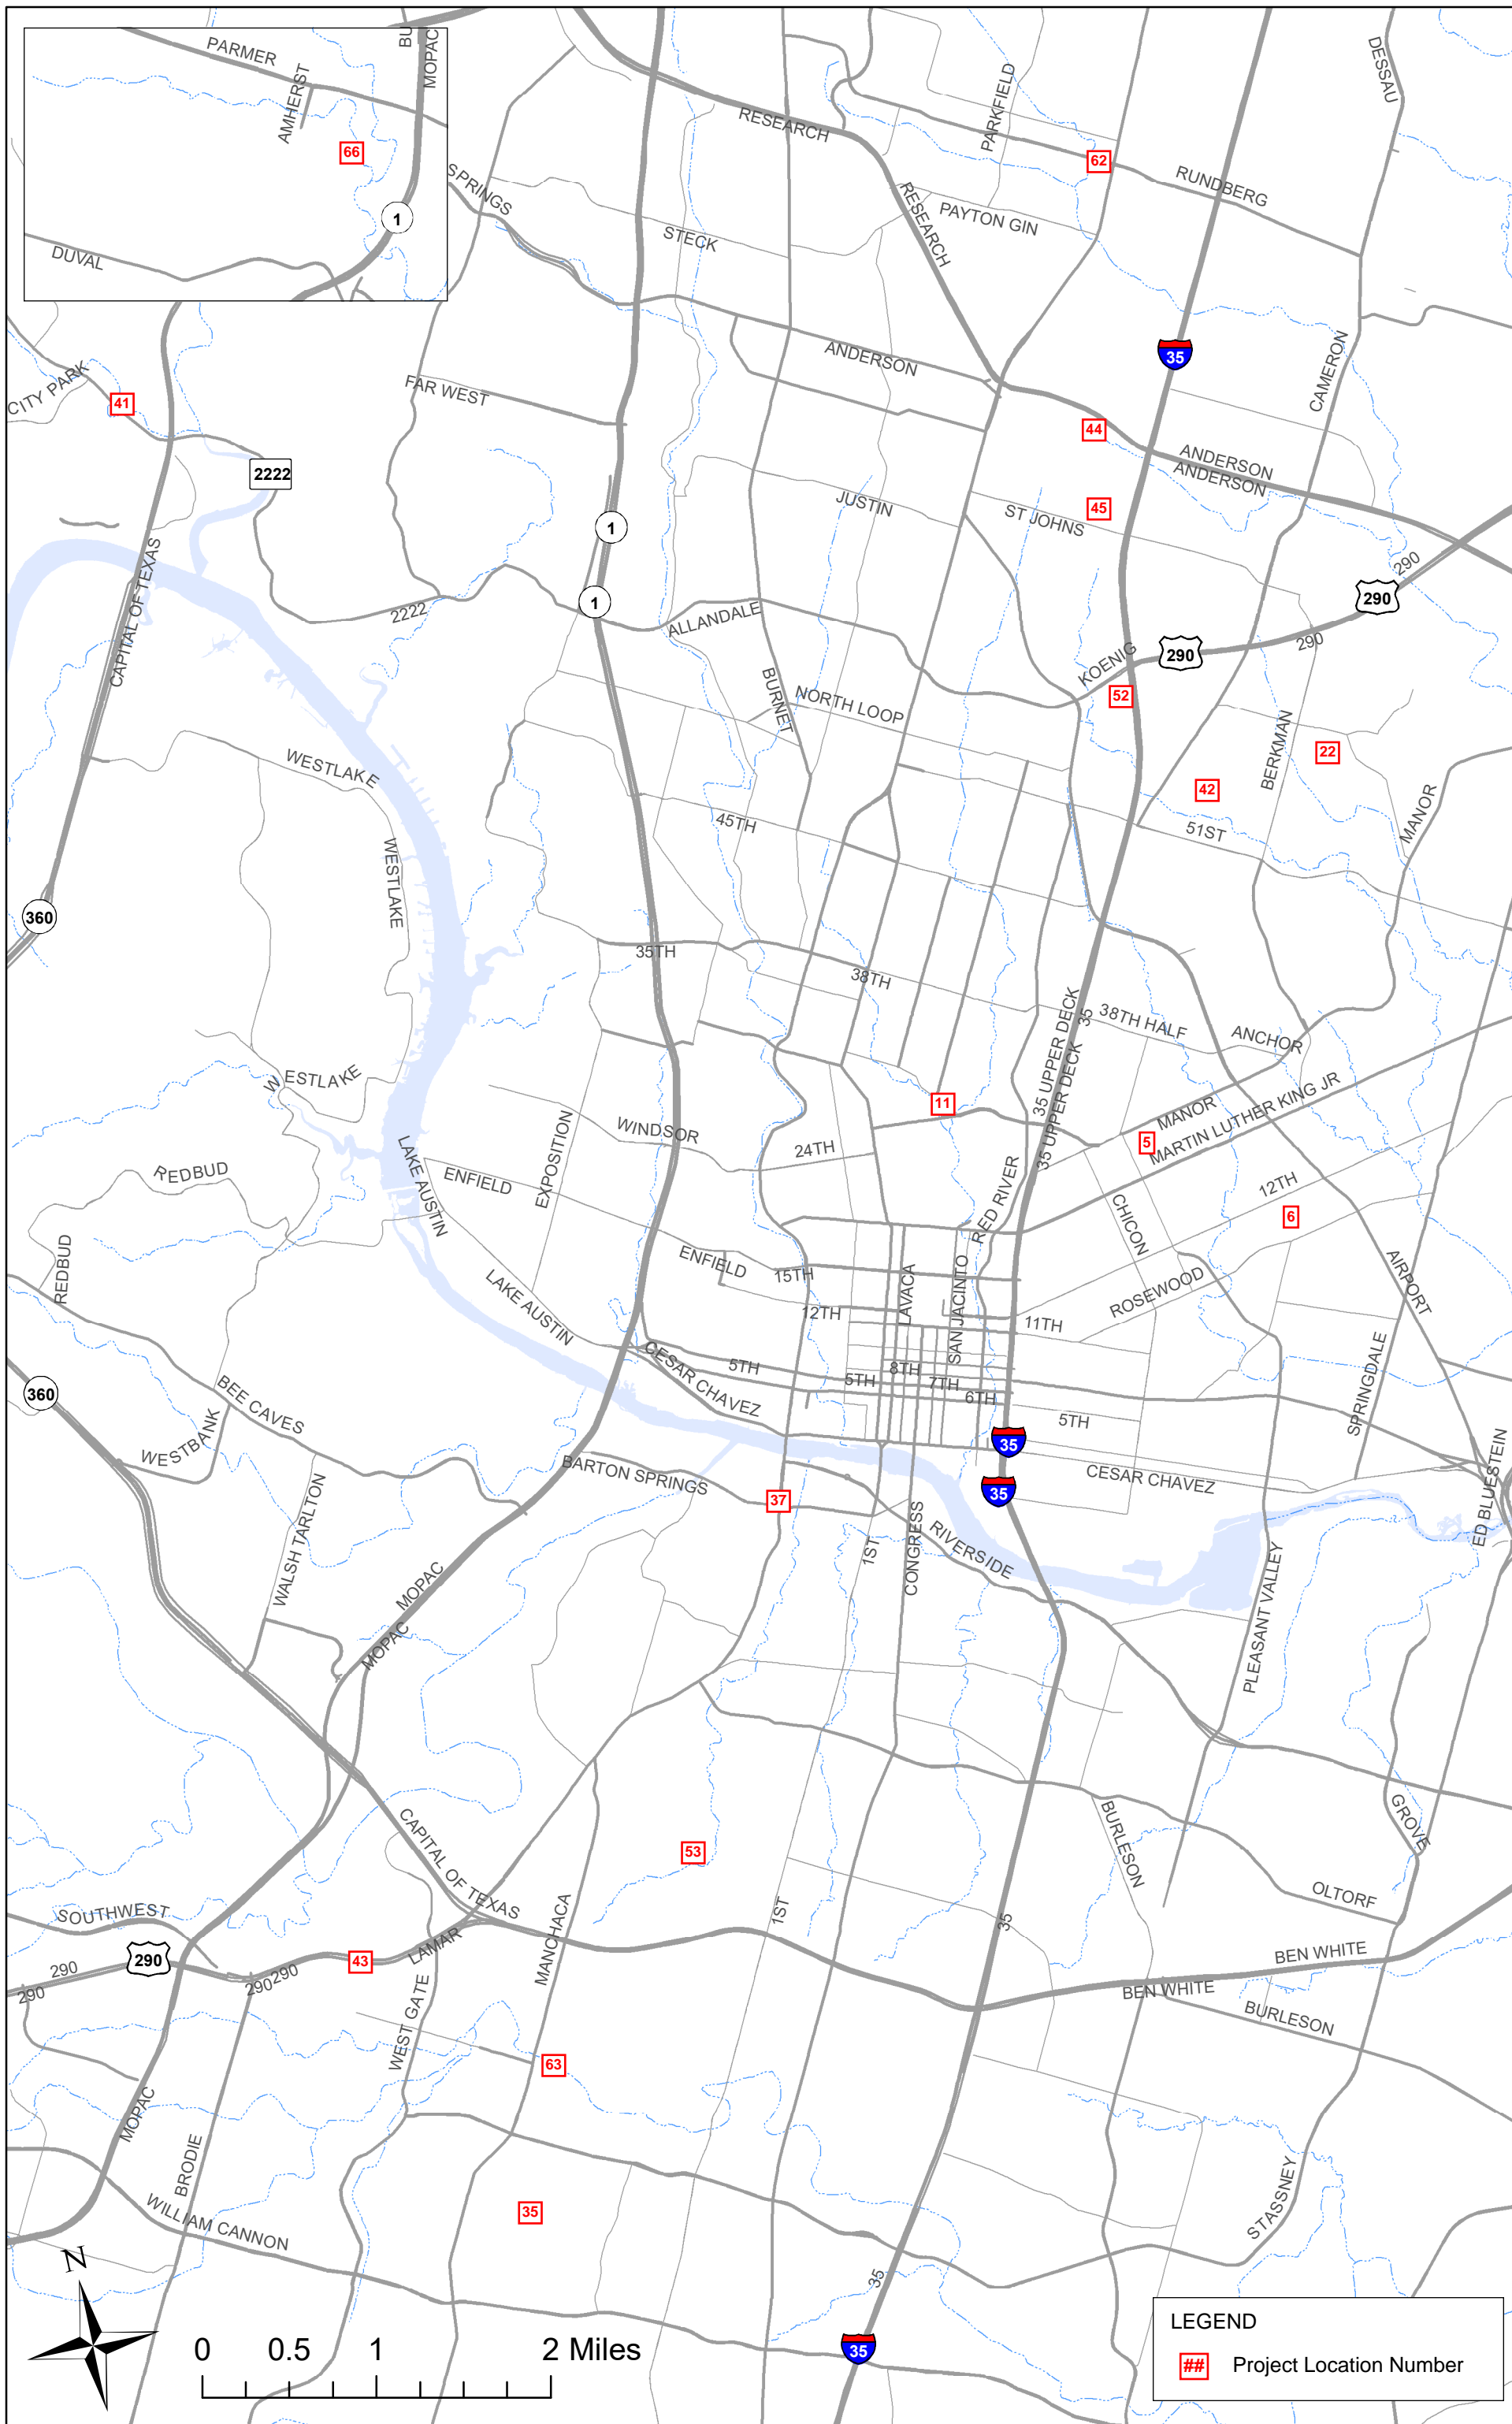 PARMER
AMHERST
BU
MOPAC
66
1
DUVAL
SPRINGS
STECK
RESEARCH
RESEARCH
PARKFIELD
62
RUNDBERG
PAYTON GIN
DESSAU
CITY PARK
41
FAR WEST
ANDERSON
35
CAMERON
44
ANDERSON
ANDERSON
2222
JUSTIN
45
ST JOHNS
1
1
290
290
290
290
2222
ALLANDALE
CAPITAL OF TEXAS
KOENIG
52
BURNET
NORTH LOOP
BERKMAN
22
42
WESTLAKE
45TH
51ST
MANOR
WESTLAKE
360
35TH
38TH
35 UPPER DECK
35
35 UPPER DECK
38TH HALF
ANCHOR
WESTLAKE
11
MANOR
MARTIN LUTHER KING JR
5
WINDSOR
24TH
EXPOSITION
REDBUD
LAKE AUSTIN
ENFIELD
RED RIVER
CHICON
12TH
6
REDBUD
ENFIELD
15TH
LAVACA
SAN JACINTO
ROSEWOOD
AIRPORT
LAKE AUSTIN
12TH
11TH
CESAR CHAVEZ
5TH
5TH
8TH
7TH
6TH
5TH
SPRINGDALE
360
BEE CAVES
WESTBANK
35
CESAR CHAVEZ
BARTON SPRINGS
37
35
ED BLUESTEIN
WALSH TARLTON
1ST
CONGRESS
RIVERSIDE
PLEASANT VALLEY
MOPAC
MOPAC
CAPITAL OF TEXAS
53
BURLESON
GROVE
OLTORF
SOUTHWEST
290
290
290
290
290
43
LAMAR
MANCHACA
1ST
35
BEN WHITE
BEN WHITE
BURLESON
WEST GATE
63
MOPAC
BRODIE
35
WILLIAM CANNON
STASSNEY
35
35
N
0 0.5 1 2 Miles
LEGEND
## Project Location Number